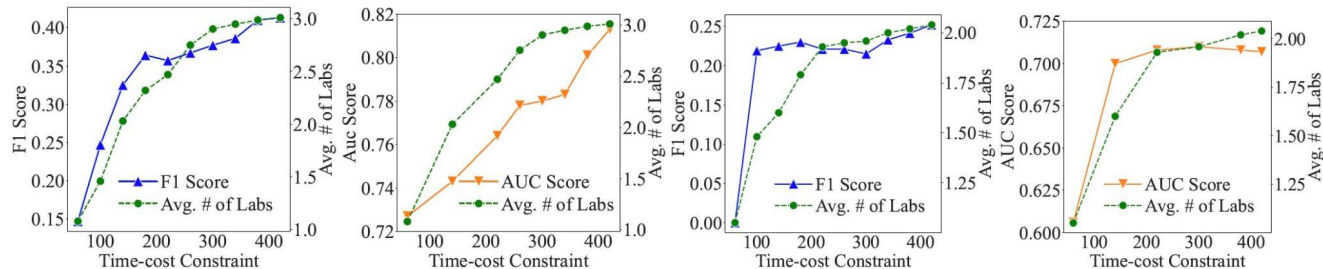 F1 Score
0.40
0.35
0.30
0.25
0.20
0.15
100
200
300
400
Time-cost Constraint
3.0
2.5
2.0
1.5
1.0
Avg. # of Labs
F1 Score
Avg. # of Labs
Auc Score
0.82
0.80
0.78
0.76
0.74
0.72
100
200
300
400
Time-cost Constraint
3.0
2.5
2.0
1.5
1.0
Avg. # of Labs
AUC Score
Avg. # of Labs
F1 Score
0.25
0.20
0.15
0.10
0.05
0.00
100
200
300
400
Time-cost Constraint
2.00
1.75
1.50
1.25
Avg. # of Labs
F1 Score
Avg. # of Labs
AUC Score
0.725
0.700
0.675
0.650
0.625
0.600
100
200
300
400
Time-cost Constraint
2.00
1.75
1.50
1.25
Avg. # of Labs
AUC Score
Avg. # of Labs